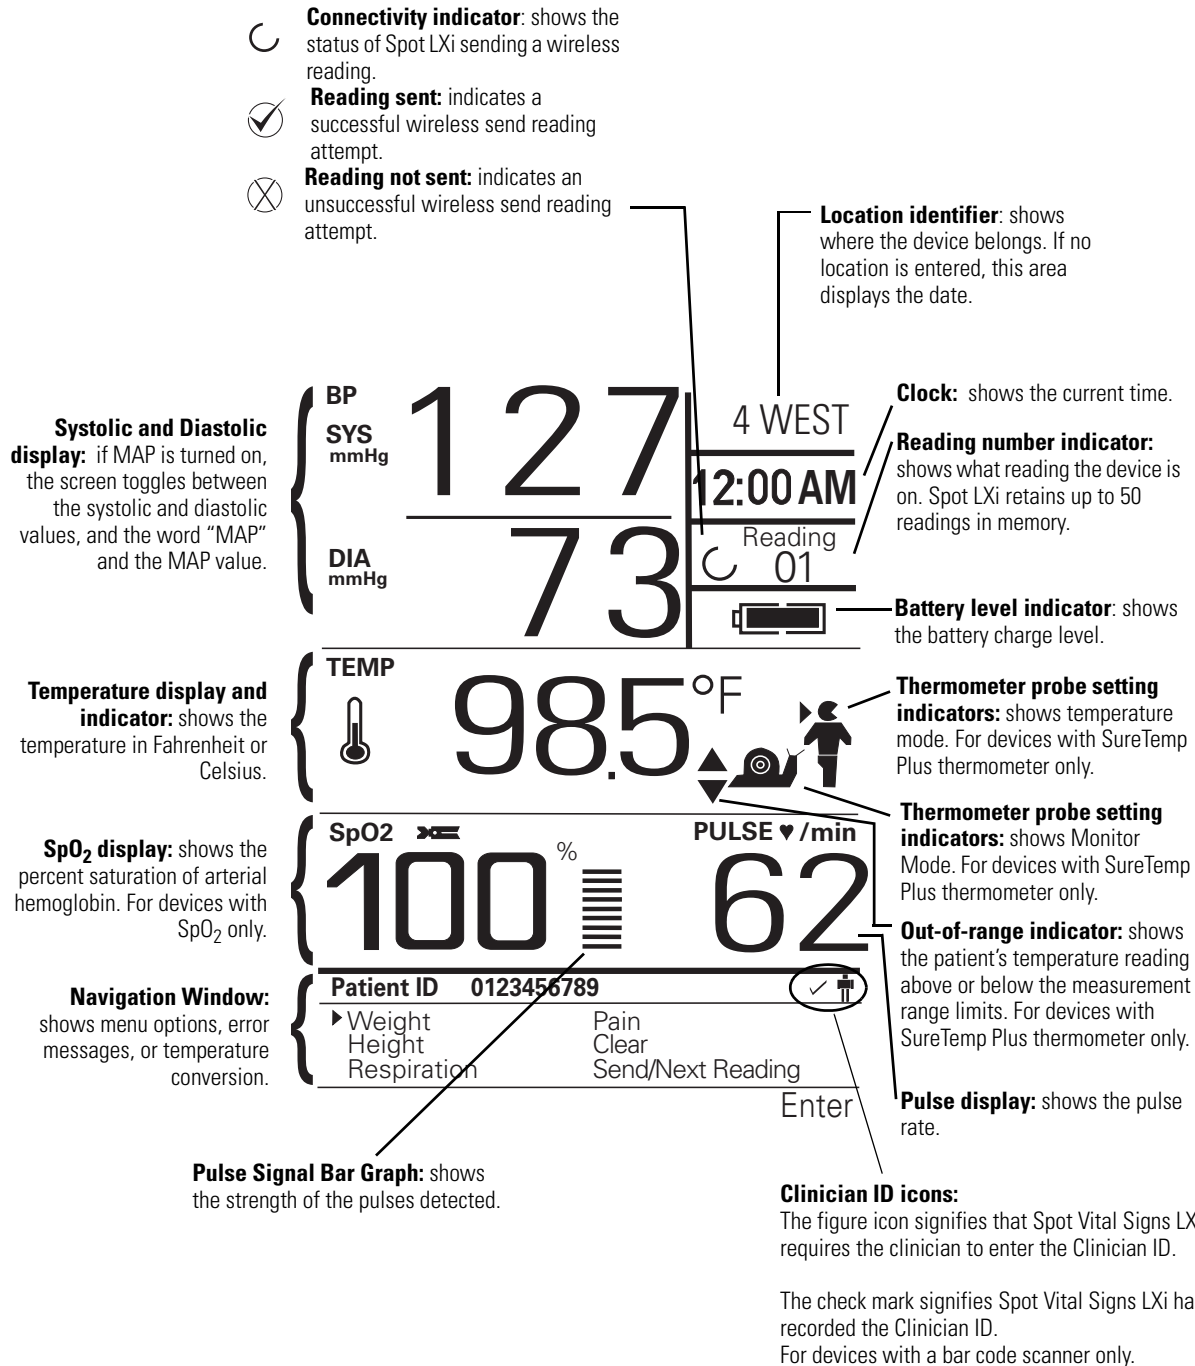 Connectivity indicator: shows the
status of Spot LXi sending a wireless
reading.
Reading sent: indicates a
successful wireless send reading
attempt.
Reading not sent: indicates an
unsuccessful wireless send reading
attempt.
Location identifier: shows
where the device belongs. If no
location is entered, this area
displays the date.
Systolic and Diastolic
display: if MAP is turned on,
the screen toggles between
the systolic and diastolic
values, and the word “MAP”
and the MAP value.
BP
SYS
mmHg
127
DIA
mmHg
73
4 WEST
12:00 AM
Reading
01
Clock: shows the current time.
Reading number indicator:
shows what reading the device is
on. Spot LXi retains up to 50
readings in memory.
Battery level indicator: shows
the battery charge level.
Temperature display and
indicator: shows the
temperature in Fahrenheit or
Celsius.
TEMP
98.5 °F
Thermometer probe setting
indicators: shows temperature
mode. For devices with SureTemp
Plus thermometer only.
Thermometer probe setting
indicators: shows Monitor
Mode. For devices with SureTemp
Plus thermometer only.
SpO2 display: shows the
percent saturation of arterial
hemoglobin. For devices with
SpO2 only.
SpO2
100 %
PULSE ♥ /min
62
Out-of-range indicator: shows
the patient’s temperature reading
above or below the measurement
range limits. For devices with
SureTemp Plus thermometer only.
Navigation Window:
shows menu options, error
messages, or temperature
conversion.
Patient ID 0123456789
Weight Pain
Height Clear
Respiration Send/Next Reading
Enter
Pulse display: shows the pulse
rate.
Pulse Signal Bar Graph: shows
the strength of the pulses detected.
Clinician ID icons:
The figure icon signifies that Spot Vital Signs LX
requires the clinician to enter the Clinician ID.
The check mark signifies Spot Vital Signs LXi ha
recorded the Clinician ID.
For devices with a bar code scanner only.